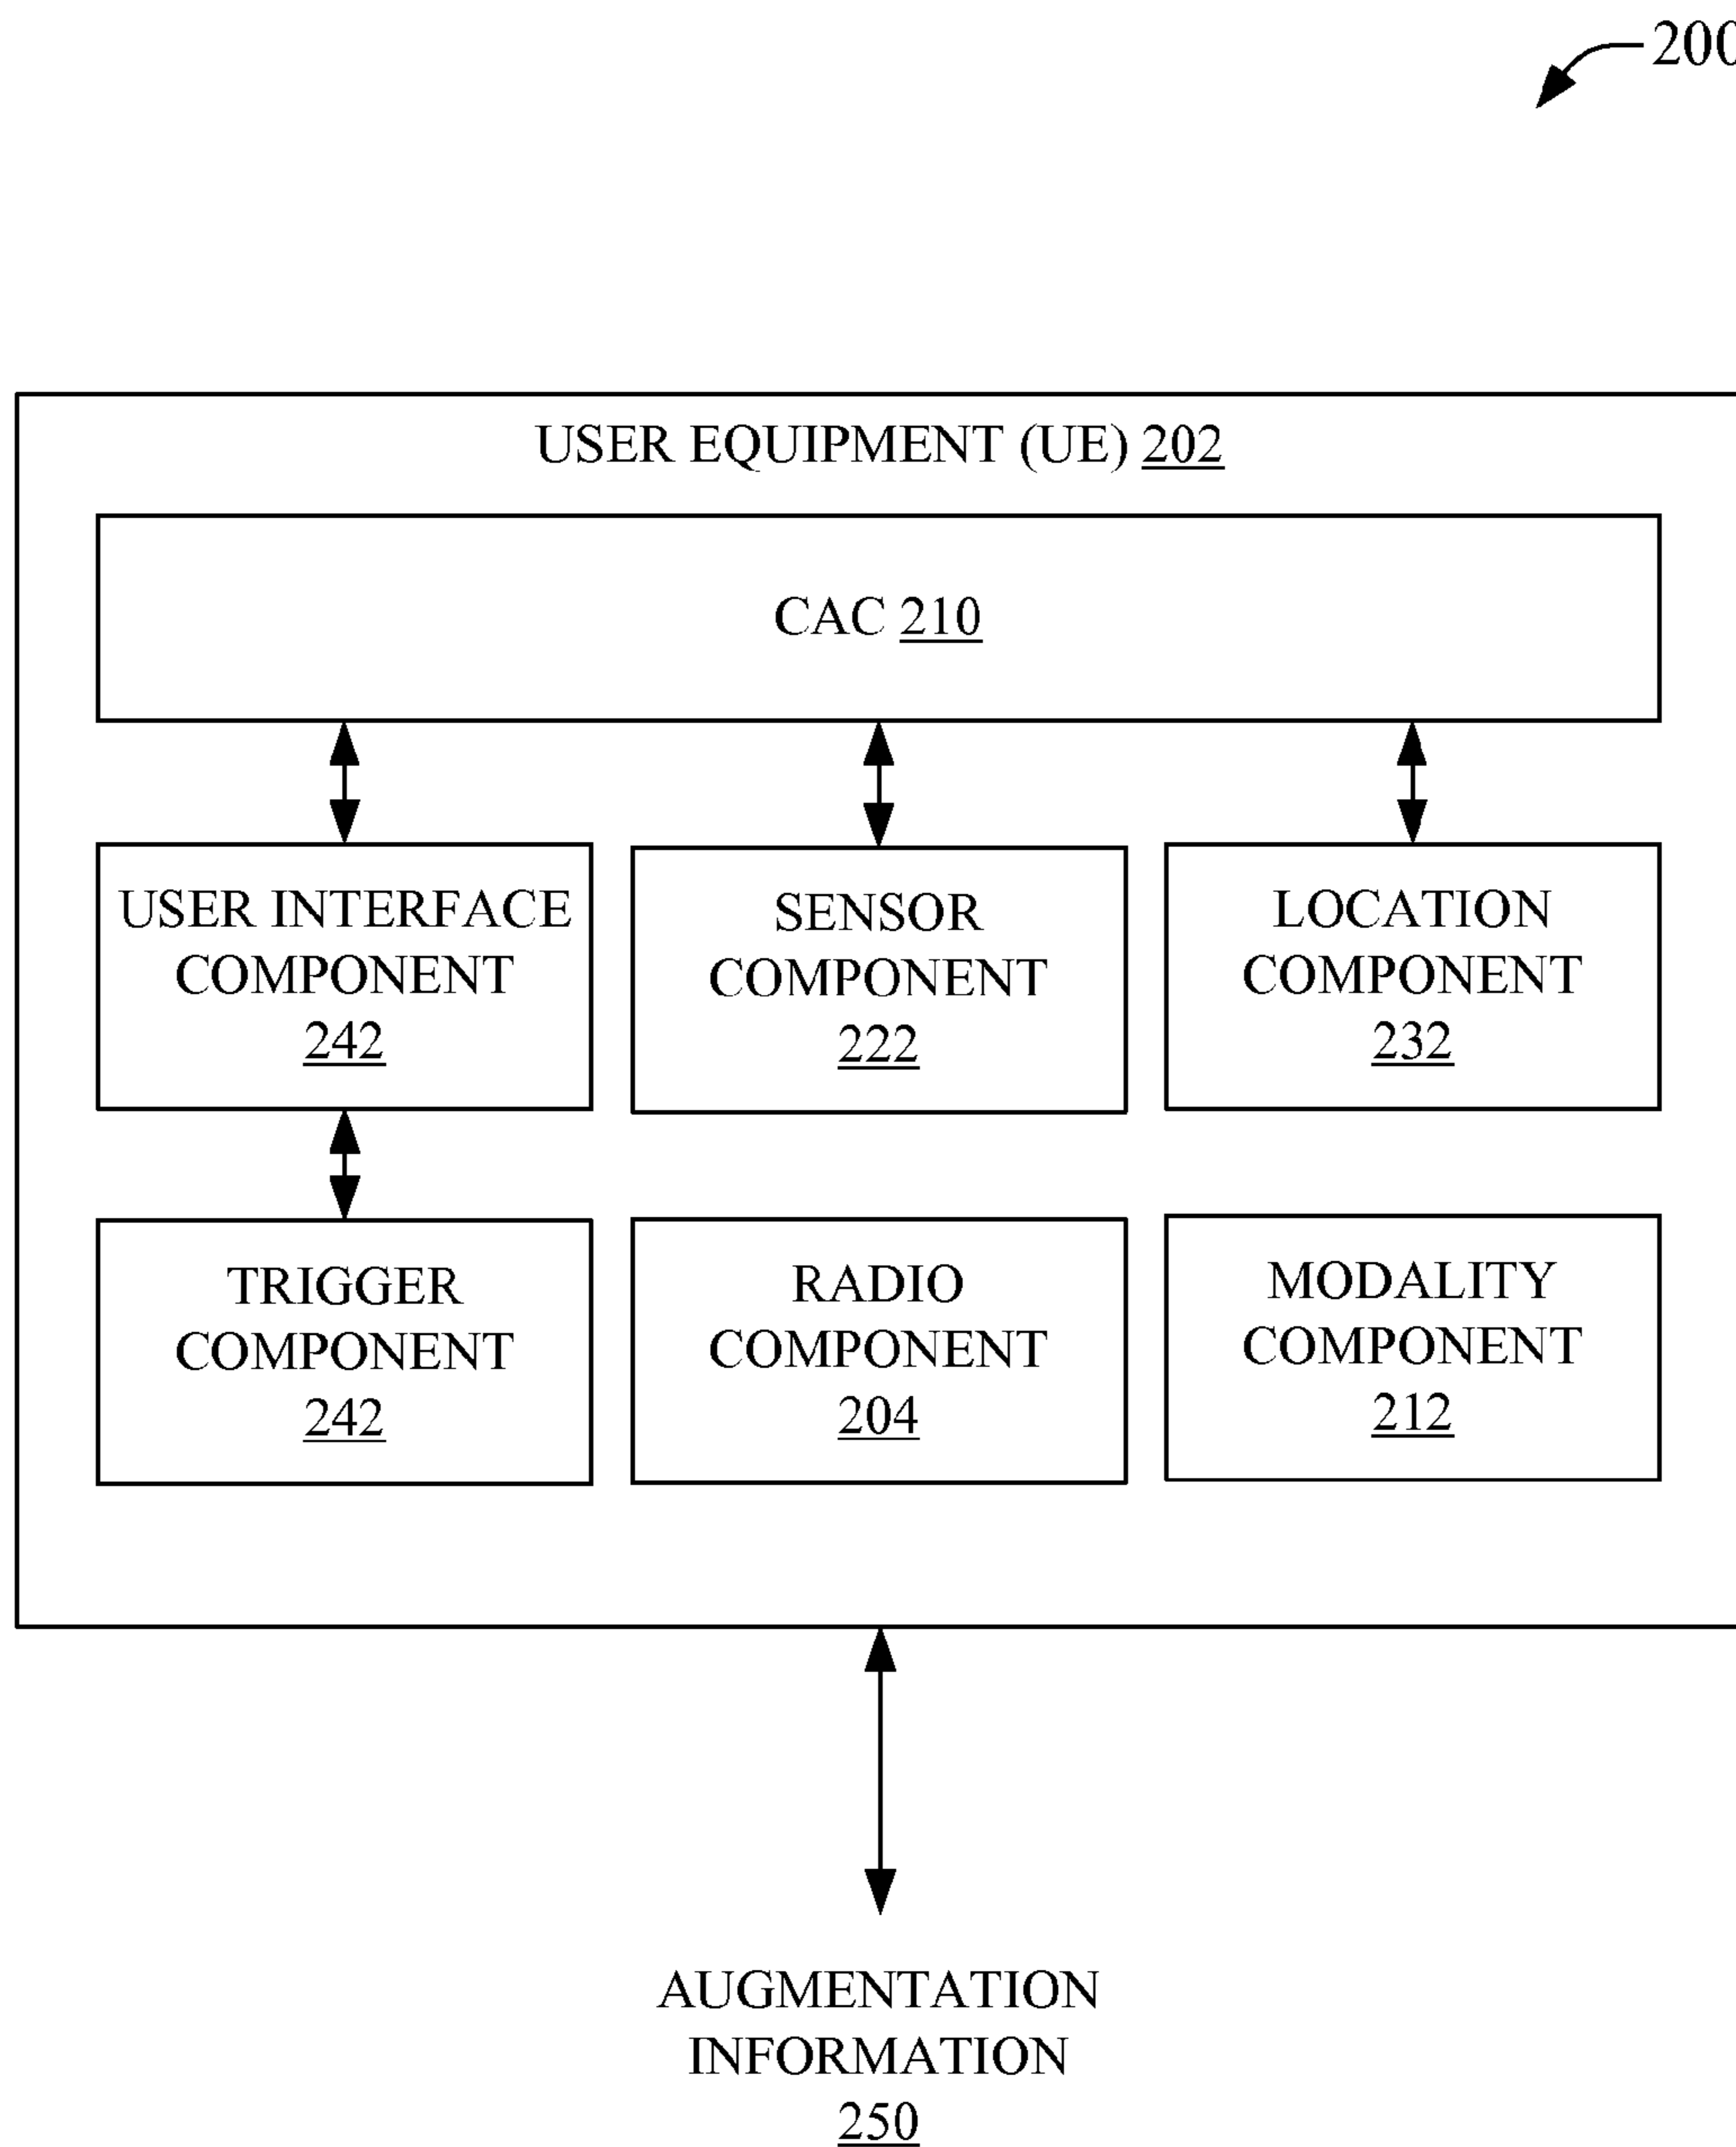 200
USER EQUIPMENT (UE) 202
CAC 210
USER INTERFACE
COMPONENT
242
SENSOR
COMPONENT
222
LOCATION
COMPONENT
232
TRIGGER
COMPONENT
242
RADIO
COMPONENT
204
MODALITY
COMPONENT
212
AUGMENTATION
INFORMATION
250